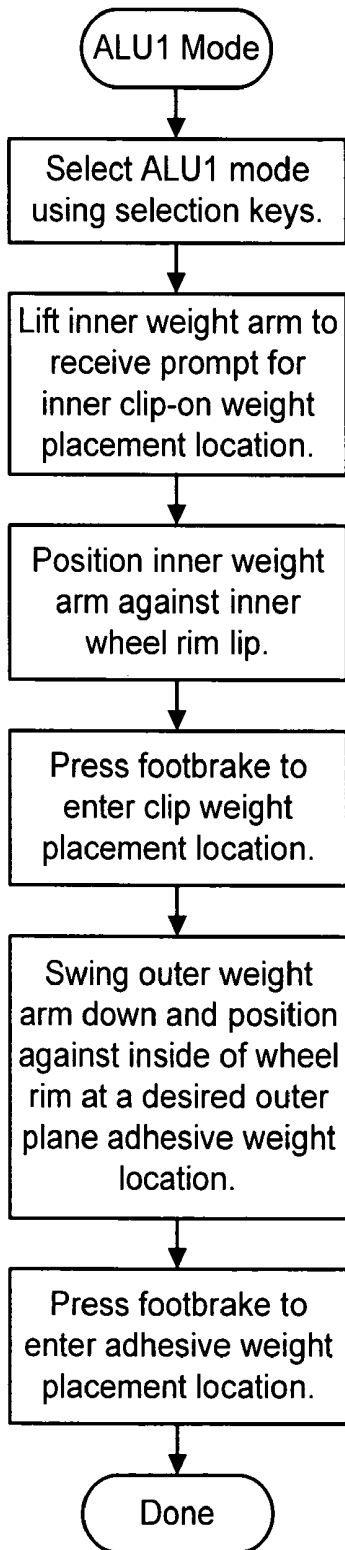 ALU1 Mode
Select ALU1 mode
using selection keys.
Lift inner weight arm to
receive prompt for
inner clip-on weight
placement location.
Position inner weight
arm against inner
wheel rim lip.
Press footbrake to
enter clip weight
placement location.
Swing outer weight
arm down and position
against inside of wheel
rim at a desired outer
plane adhesive weight
location.
Press footbrake to
enter adhesive weight
placement location.
Done